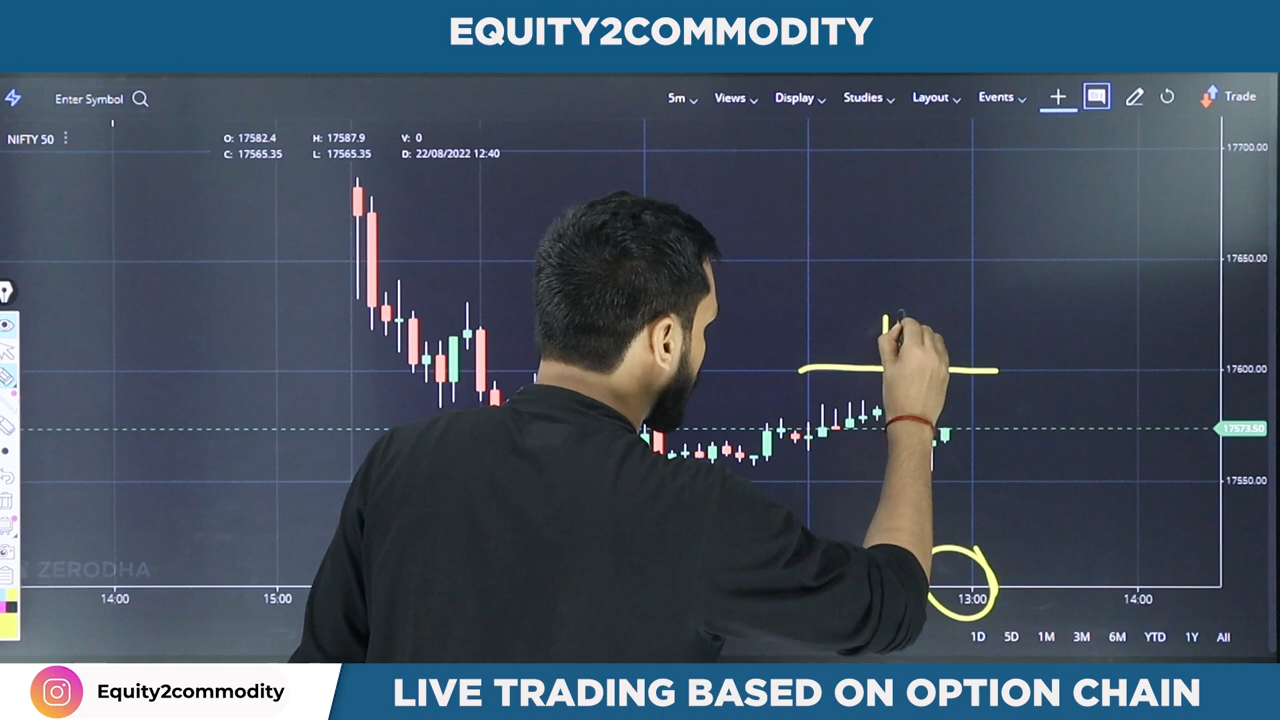 EQUITY2COMMODITY
Enter Symbol
5m Views Display Studies Layout Events Trade
NIFTY 50
O: 17582.4 H: 17587.9 V: 0
C: 17565.35 L: 17565.35 D: 22/08/2022 12:40
17700.00
17650.00
17600.00
17573.50
17550.00
ZERODHA
14:00 15:00 13:00 14:00
1D 5D 1M 3M 6M YTD 1Y All
Equity2commodity
LIVE TRADING BASED ON OPTION CHAIN